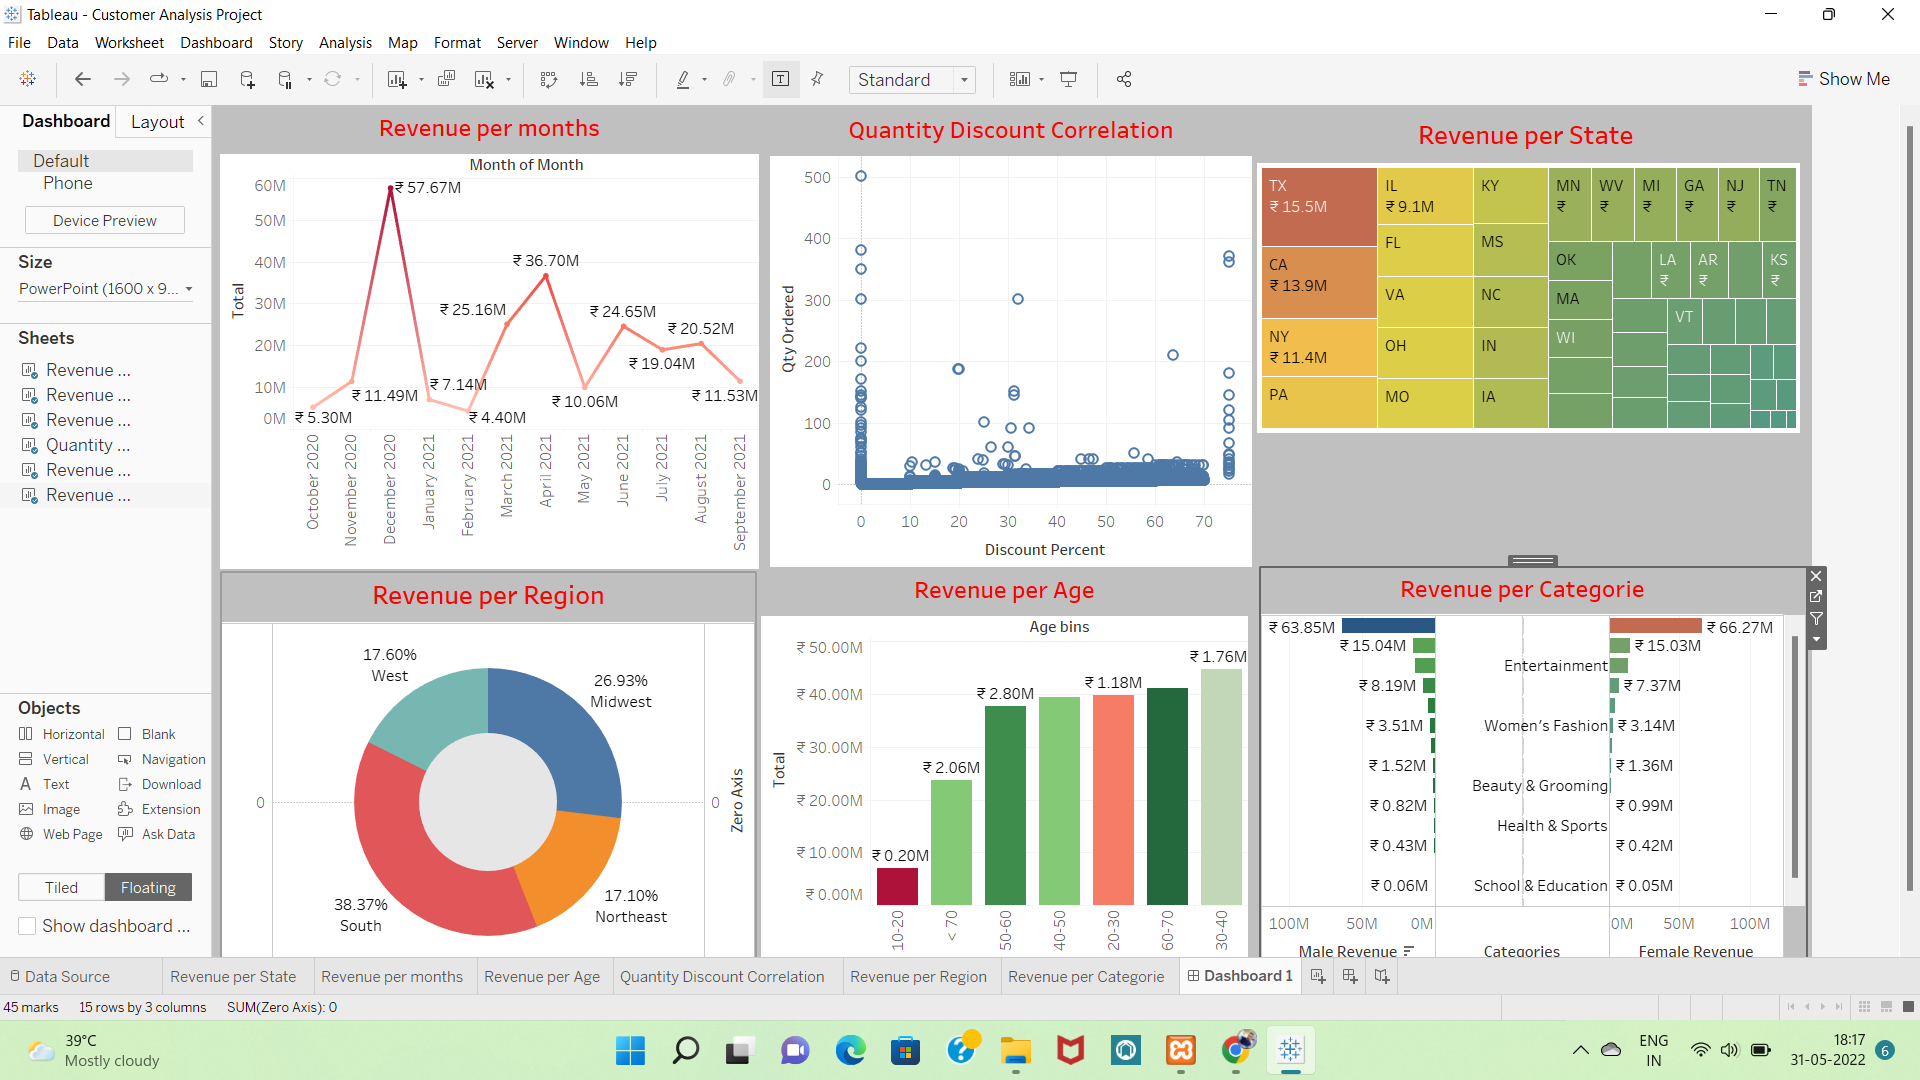 Tableau - Customer Analysis Project
File Data Worksheet Dashboard Story Analysis Map Format Server Window Help
Standard
Show Me
Dashboard Layout
Default
Phone
Device Preview
Size
PowerPoint (1600 x 9...
Sheets
Revenue ...
Revenue ...
Revenue ...
Quantity ...
Revenue ...
Revenue ...
Objects
Horizontal Blank
Vertical Navigation
Text Download
Image Extension
Web Page Ask Data
Tiled Floating
Show dashboard ...
Revenue per months
Month of Month
Total
60M
50M
40M
30M
20M
10M
0M
₹ 5.30M
₹ 11.49M
₹ 57.67M
₹ 7.14M
₹ 4.40M
₹ 25.16M
₹ 36.70M
₹ 10.06M
₹ 24.65M
₹ 19.04M
₹ 20.52M
₹ 11.53M
October 2020
November 2020
December 2020
January 2021
February 2021
March 2021
April 2021
May 2021
June 2021
July 2021
August 2021
September 2021
Quantity Discount Correlation
Qty Ordered
500
400
300
200
100
0
0 10 20 30 40 50 60 70
Discount Percent
Revenue per State
TX
₹ 15.5M
CA
₹ 13.9M
NY
₹ 11.4M
PA
IL
₹ 9.1M
FL
VA
OH
MO
KY
MS
NC
IN
IA
MN
₹
WV
₹
MI
₹
GA
₹
NJ
₹
TN
₹
OK
MA
WI
LA
₹
AR
₹
KS
₹
VT
Revenue per Region
17.60%
West
26.93%
Midwest
38.37%
South
17.10%
Northeast
0
0
Zero Axis
Revenue per Age
Age bins
Total
₹ 50.00M
₹ 40.00M
₹ 30.00M
₹ 20.00M
₹ 10.00M
₹ 0.00M
₹ 0.20M
₹ 2.06M
₹ 2.80M
₹ 1.18M
₹ 1.76M
10-20
< 70
50-60
40-50
20-30
60-70
30-40
Revenue per Categorie
₹ 63.85M ₹ 66.27M
₹ 15.04M ₹ 15.03M
Entertainment
₹ 8.19M ₹ 7.37M
₹ 3.51M Women’s Fashion ₹ 3.14M
₹ 1.52M ₹ 1.36M
Beauty & Grooming
₹ 0.82M ₹ 0.99M
Health & Sports
₹ 0.43M ₹ 0.42M
₹ 0.06M School & Education ₹ 0.05M
100M 50M 0M 0M 50M 100M
Male Revenue Categories Female Revenue
Data Source Revenue per State Revenue per months Revenue per Age Quantity Discount Correlation Revenue per Region Revenue per Categorie Dashboard 1
45 marks 15 rows by 3 columns SUM(Zero Axis): 0
39°C
Mostly cloudy
ENG
IN
18:17
31-05-2022
6